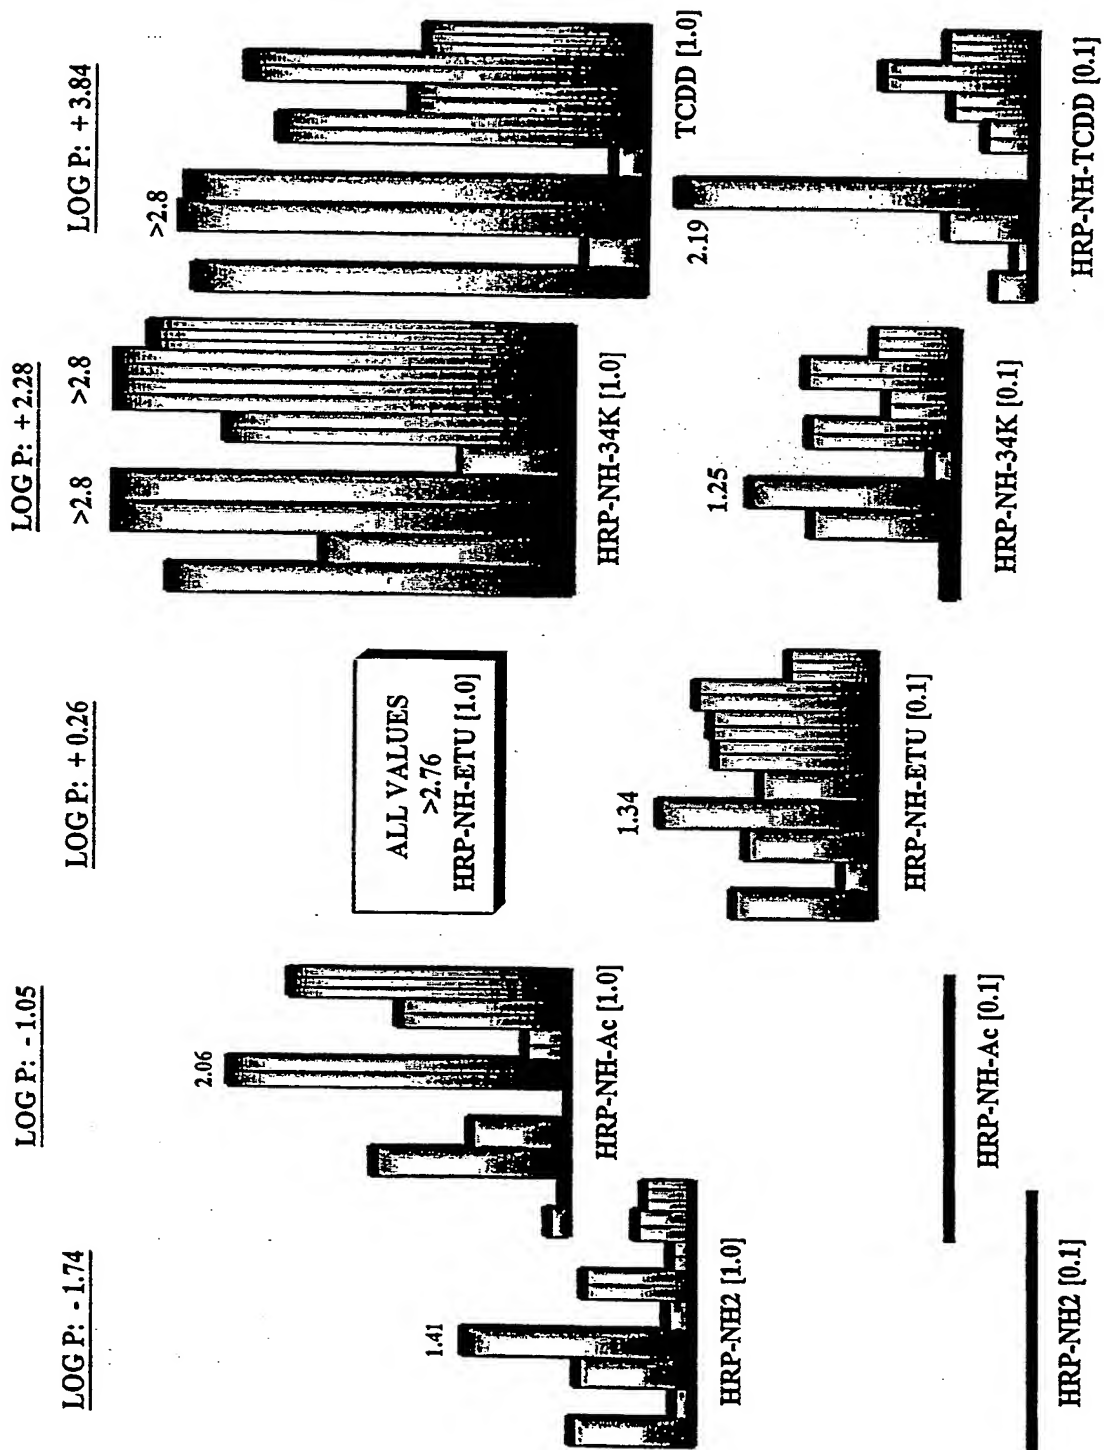 LOG P: - 1.74
1.41
HRP-NH2 [1.0]
HRP-NH2 [0.1]
LOG P: - 1.05
2.06
HRP-NH-Ac [1.0]
HRP-NH-Ac [0.1]
LOG P: + 0.26
ALL VALUES
>2.76
HRP-NH-ETU [1.0]
1.34
HRP-NH-ETU [0.1]
LOG P: + 2.28
>2.8
>2.8
HRP-NH-34K [1.0]
1.25
HRP-NH-34K [0.1]
LOG P: + 3.84
>2.8
TCDD [1.0]
2.19
HRP-NH-TCDD [0.1]